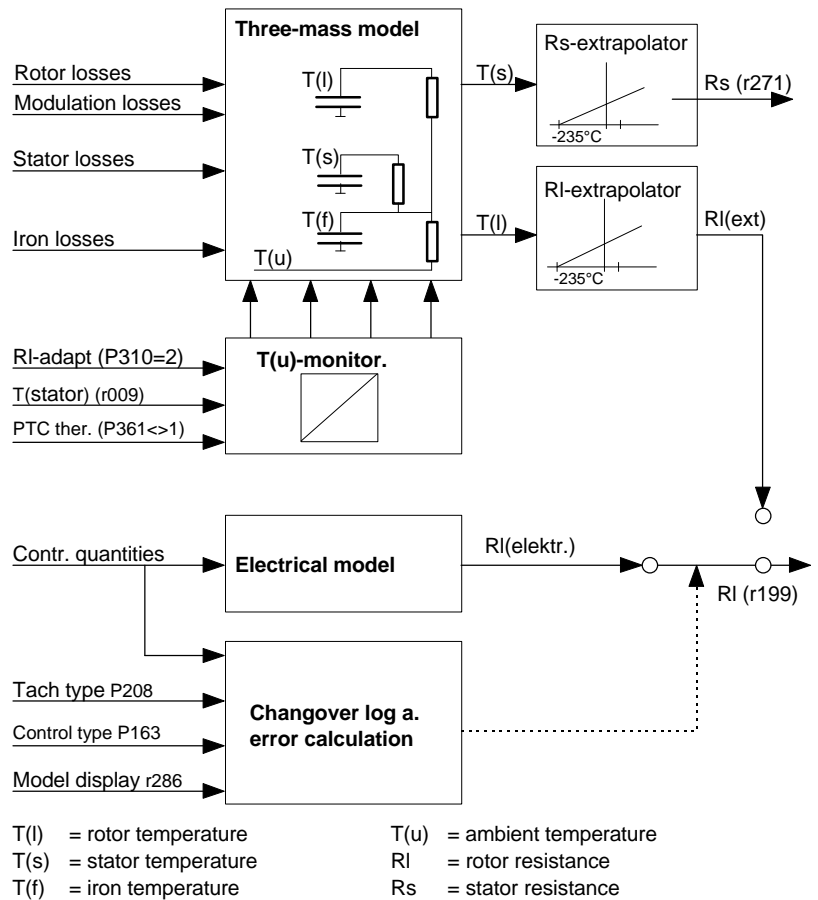 Three-mass model
Rs-extrapolator
Rotor losses
T(l)
T(s)
Rs (r271)
Modulation losses
-235°C
Stator losses
T(s)
Rl-extrapolator
T(f)
T(l)
Rl(ext)
Iron losses
T(u)
-235°C
Rl-adapt (P310=2)
T(u)-monitor.
T(stator) (r009)
PTC ther. (P361<>1)
Contr. quantities
Electrical model
Rl(elektr.)
Rl (r199)
Tach type P208
Changover log a.
error calculation
Control type P163
Model display r286
T(l) = rotor temperature
T(u) = ambient temperature
T(s) = stator temperature
Rl = rotor resistance
T(f) = iron temperature
Rs = stator resistance